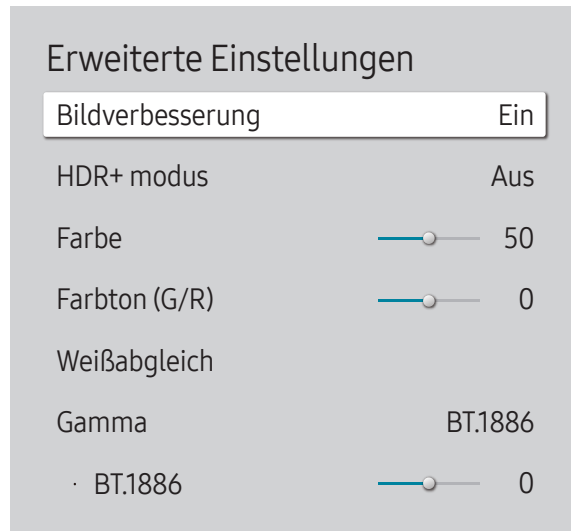 Erweiterte Einstellungen
Bildverbesserung Ein
HDR+ modus Aus
Farbe 50
Farbton (G/R) 0
Weißabgleich
Gamma BT.1886
· BT.1886 0